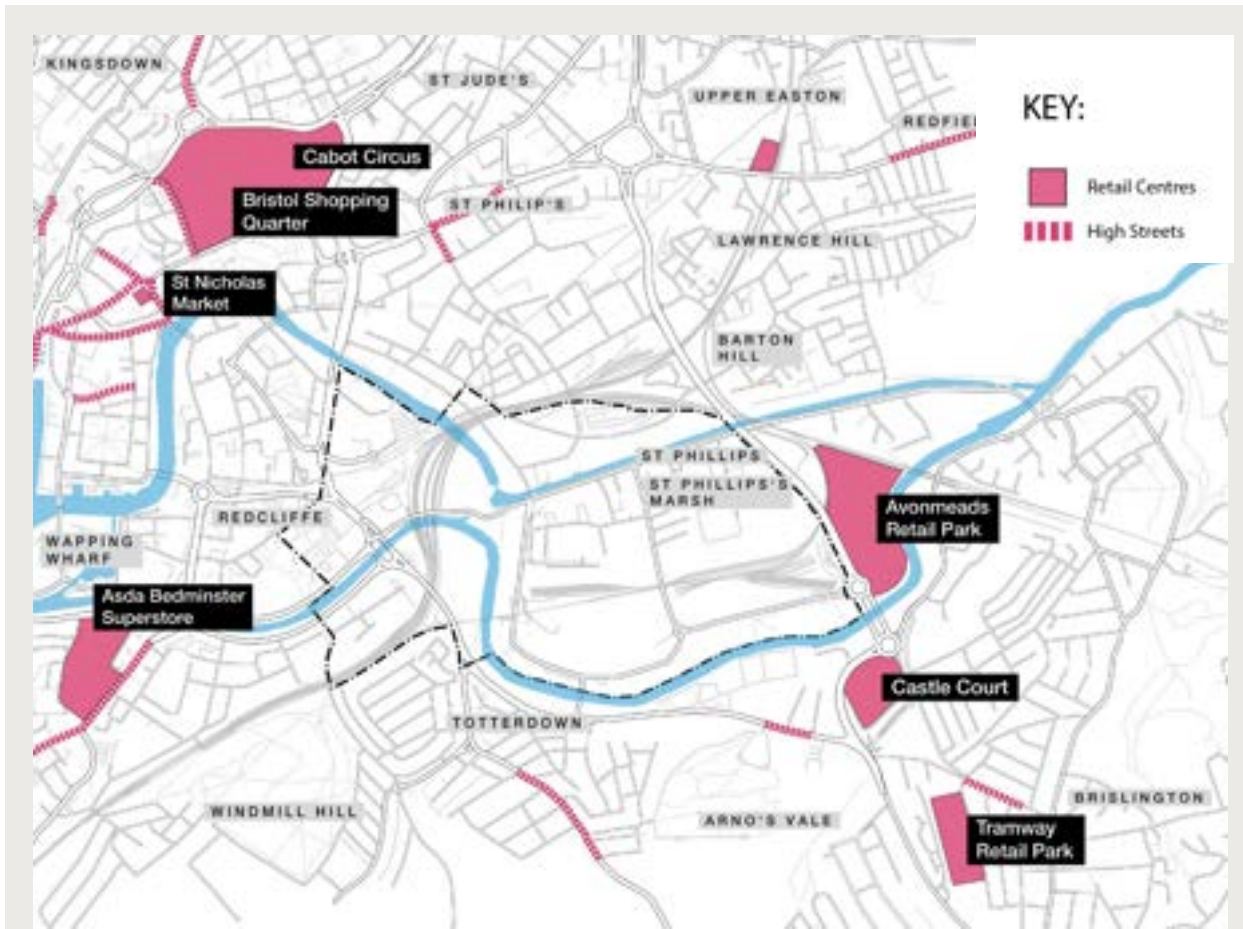 KINGSDOWN
ST JUDE'S
UPPER EASTON
REDFIE
KEY:
Retail Centres
High Streets
Cabot Circus
Bristol Shopping
Quarter
ST PHILIP'S
LAWRENCE HILL
St Nicholas
Market
BARTON
HILL
ST PHILLIPS
ST PHILLIPS'S
MARSH
REDCLIFFE
Avonmeads
Retail Park
WAPPING
WHARF
Asda Bedminster
Superstore
Castle Court
TOTTERDOWN
WINDMILL HILL
ARNO'S VALE
BRISLINGTON
Tramway
Retail Park